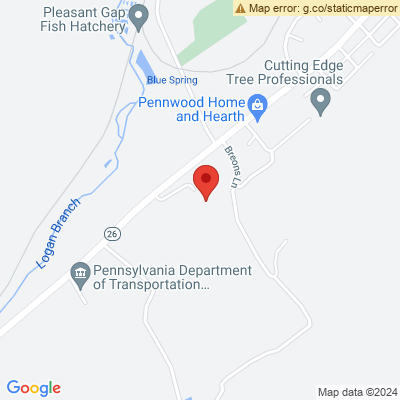 Map error: g.co/staticmaperror
Pleasant Gap
Fish Hatchery
Cutting Edge
Tree Professionals
Blue Spring
Pennwood Home
and Hearth
Breons Ln
Logan Branch
26
Pennsylvania Department
of Transportation...
Google
Map data ©2024